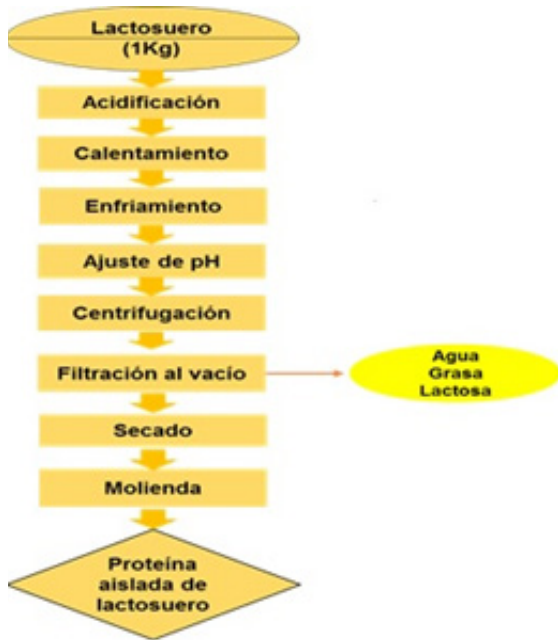 Lactosuero
(1Kg)
Acidificación
Calentamiento
Enfriamiento
Ajuste de pH
Centrifugación
Filtración al vacío
Agua
Grasa
Lactosa
Secado
Molienda
Proteína
aislada de
lactosuero